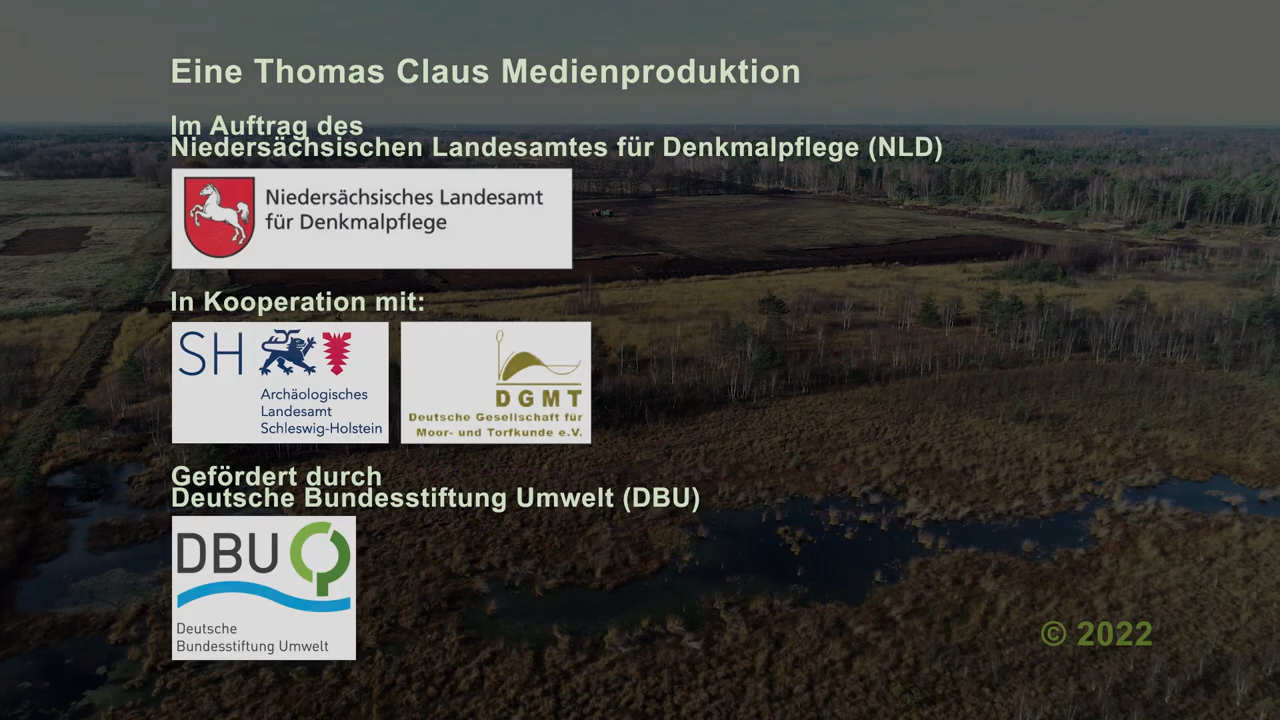 Eine Thomas Claus Medienproduktion
Im Auftrag des
Niedersächsischen Landesamtes für Denkmalpflege (NLD)
Niedersächsisches Landesamt
für Denkmalpflege
In Kooperation mit:
SH
Archäologisches
Landesamt
Schleswig-Holstein
DGMT
Deutsche Gesellschaft für
Moor- und Torfkunde e.V.
Gefördert durch
Deutsche Bundesstiftung Umwelt (DBU)
DBU
Deutsche
Bundesstiftung Umwelt
© 2022